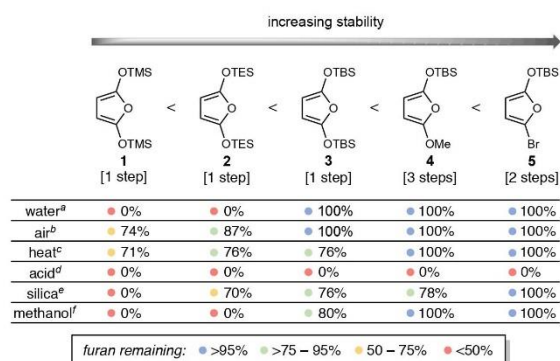 increasing stability
OTMS OTES OTBS OTBS OTBS
O < O < O < O < O
OTMS OTES OTBS OMe Br
1 2 3 4 5
[1 step] [1 step] [1 step] [3 steps] [2 steps]
water^a 0% 0% 100% 100% 100%
air^b 74% 87% 100% 100% 100%
heat^c 71% 76% 76% 100% 100%
acid^d 0% 0% 0% 0% 0%
silica^e 0% 70% 76% 78% 100%
methanol^f 0% 0% 80% 100% 100%
furan remaining: >95% >75 – 95% 50 – 75% <50%